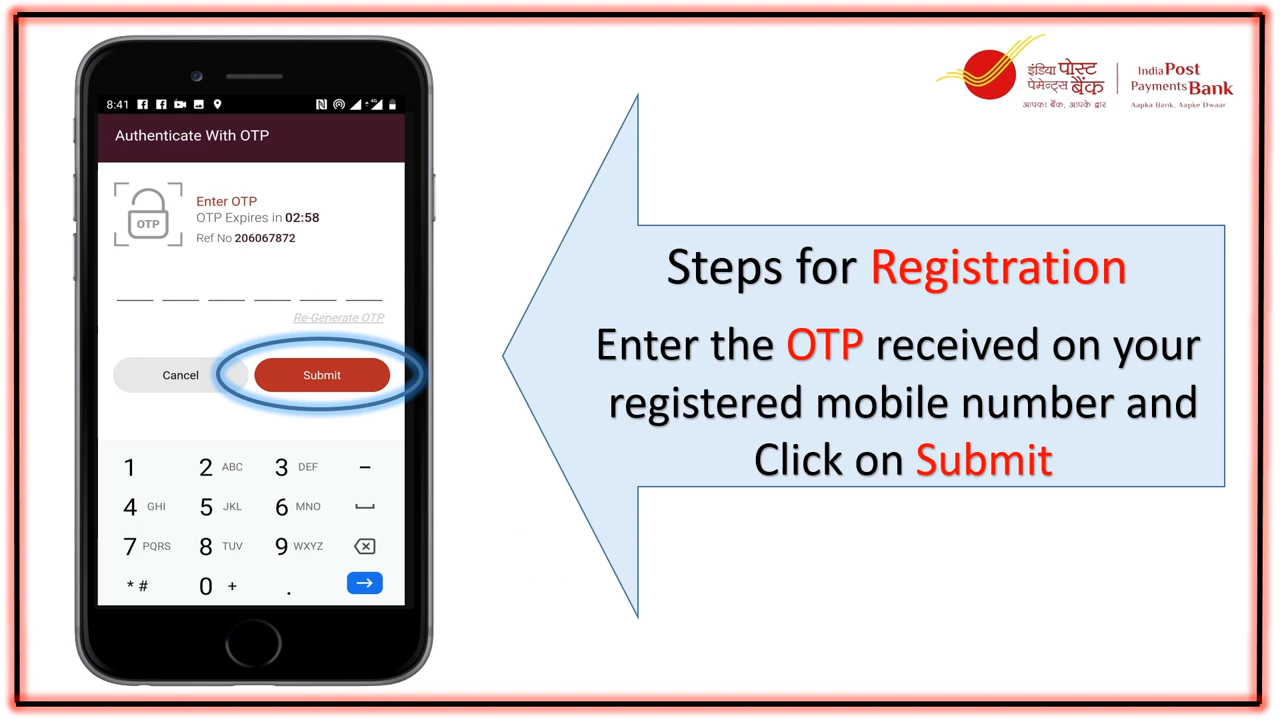 8:41
4G
Authenticate With OTP
OTP
Enter OTP
OTP Expires in 02:58
Ref No 206067872
Re-Generate OTP
Cancel
Submit
1
2 ABC
3 DEF
–
4 GHI
5 JKL
6 MNO
7 PQRS
8 TUV
9 WXYZ
* #
0 +
.
इंडिया पोस्ट
पेमेन्ट्स बैंक
आपका बैंक, आपके द्वार
India Post
Payments Bank
Aapka Bank, Aapke Dwaar
Steps for Registration
Enter the OTP received on your
registered mobile number and
Click on Submit